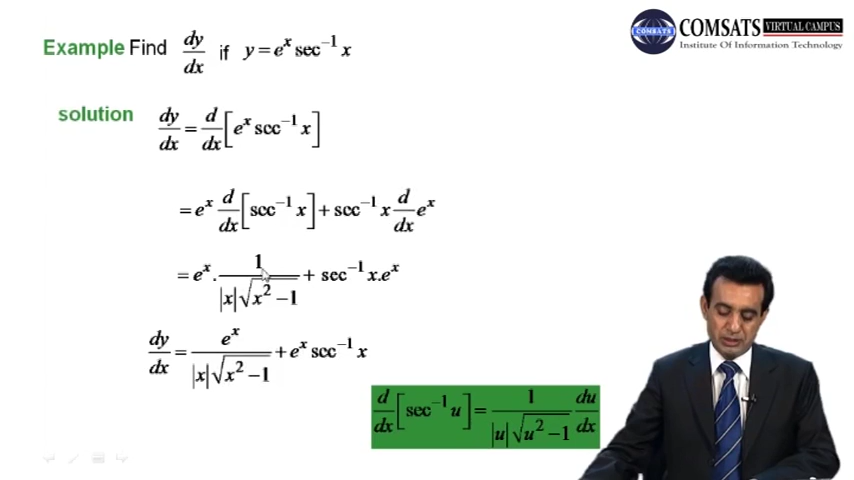 COMSATS VIRTUAL CAMPUS
COMSATS
Institute Of Information Technology
Example Find dy/dx if y = e^x sec^−1 x
solution dy/dx = d/dx [e^x sec^−1 x]
= e^x d/dx [sec^−1 x] + sec^−1 x d/dx e^x
= e^x . 1/(|x|√(x^2 −1)) + sec^−1 x.e^x
dy/dx = e^x/(|x|√(x^2 −1)) + e^x sec^−1 x
d/dx [sec^−1 u] = 1/(|u|√(u^2 −1)) du/dx